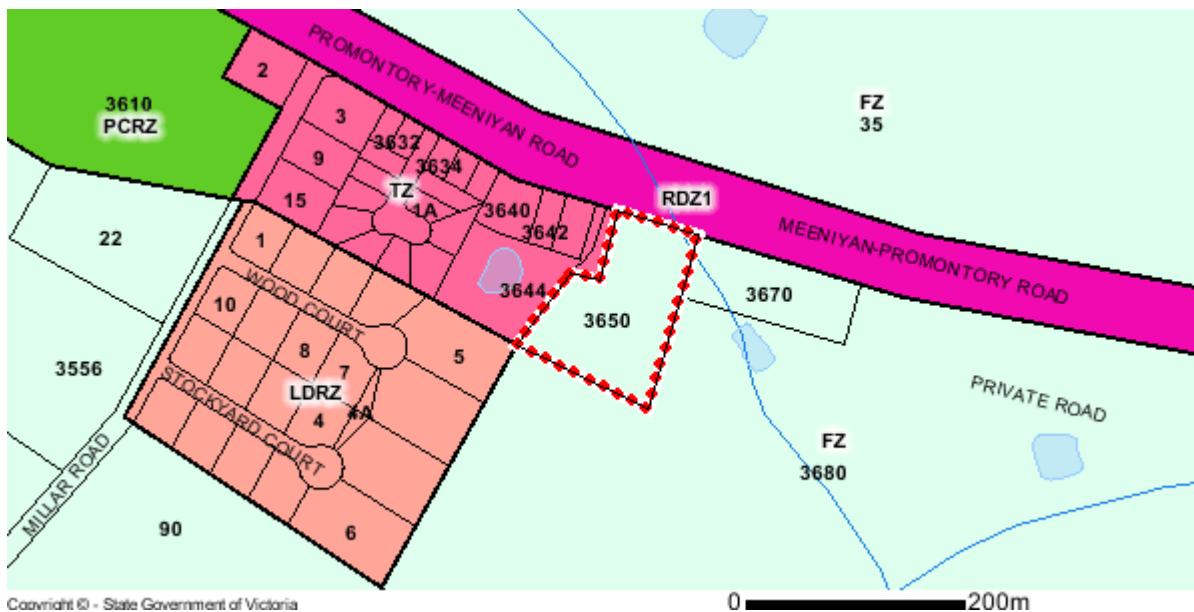 PROMONTORY-MEENIYAN ROAD
2
3610
PCRZ
FZ
35
3
3632
3634
9
TZ
1A
15
3640
3642
RDZ1
MEENIYAN-PROMONTORY ROAD
22
1
3644
3670
WOOD COURT
10
3650
8
5
3556
7
PRIVATE ROAD
LDRZ
4A
4
STOCKYARD COURT
FZ
3680
MILLAR ROAD
90
6
Copyright © - State Government of Victoria
0
200m